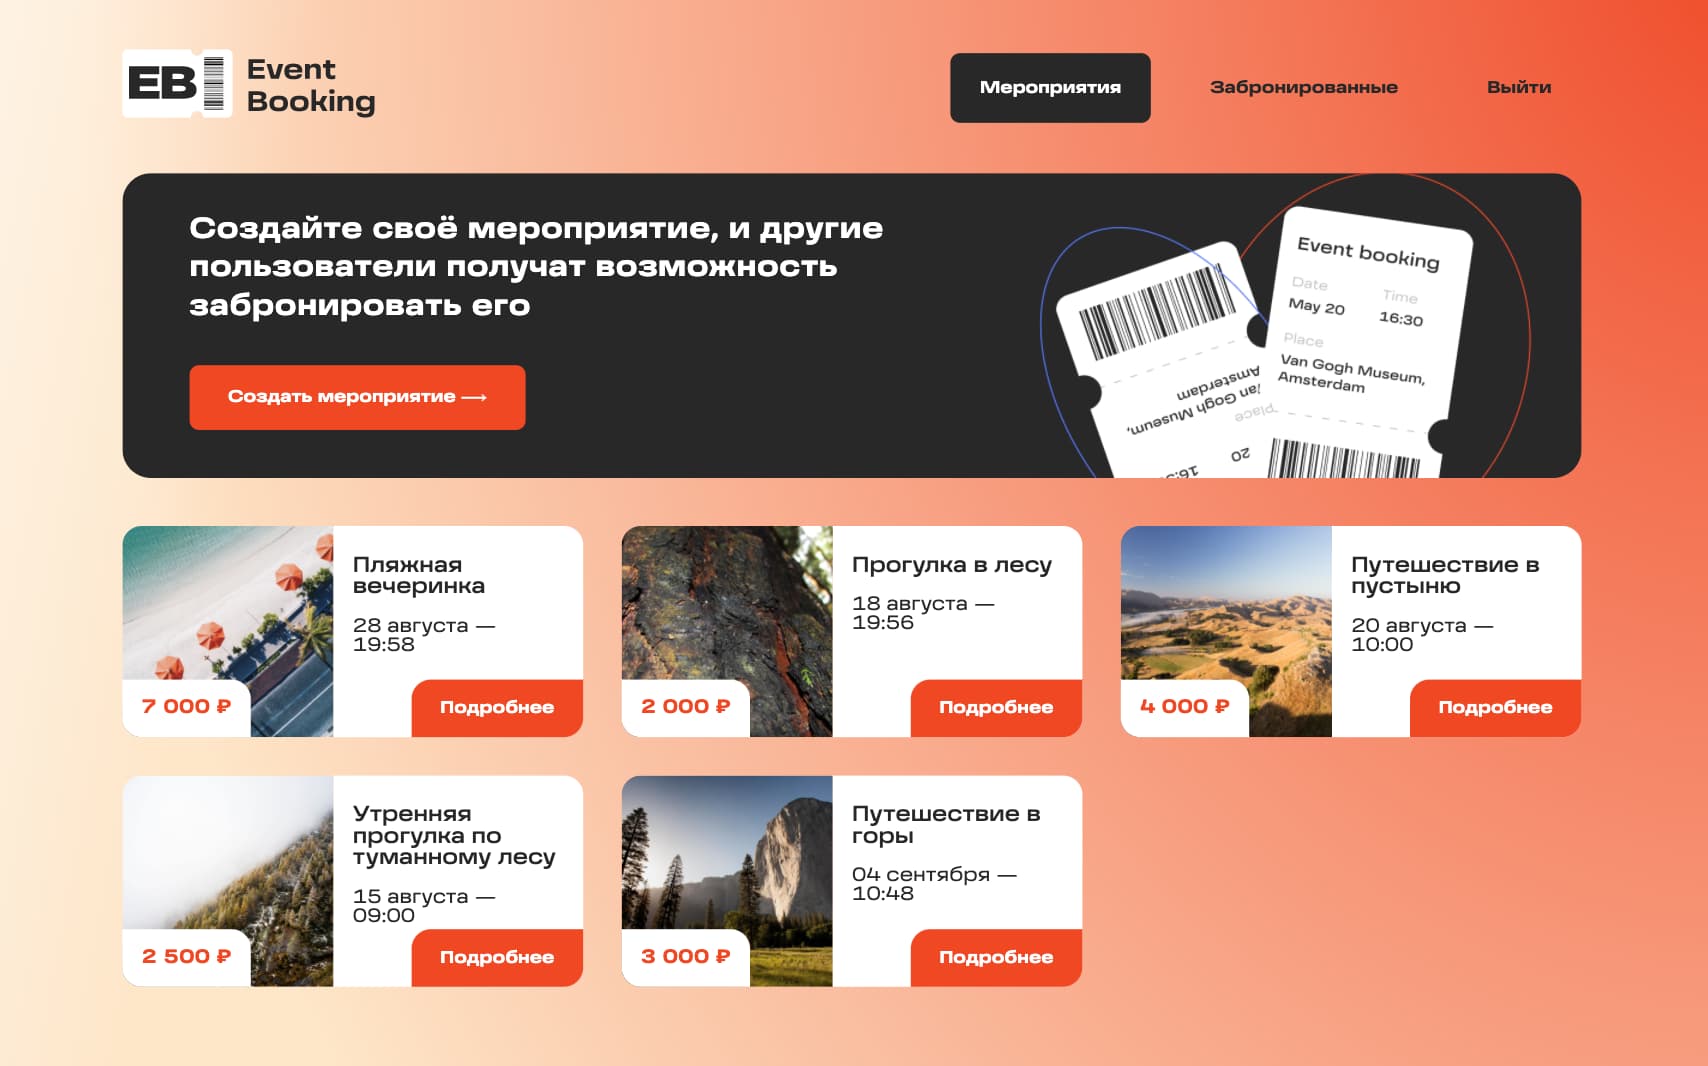 EB
Event
Booking
Мероприятия
Забронированные
Выйти
Создайте своё мероприятие, и другие
пользователи получат возможность
забронировать его
Создать мероприятие ⟶
Event booking
Date
Time
May 20
16:30
Place
Van Gogh Museum,
Amsterdam
Van Gogh Museum,
Amsterdam
Place
20
Пляжная
вечеринка
28 августа —
19:58
7 000 ₽
Подробнее
Прогулка в лесу
18 августа —
19:56
2 000 ₽
Подробнее
Путешествие в
пустыню
20 августа —
10:00
4 000 ₽
Подробнее
Утренняя
прогулка по
туманному лесу
15 августа —
09:00
2 500 ₽
Подробнее
Путешествие в
горы
04 сентября —
10:48
3 000 ₽
Подробнее